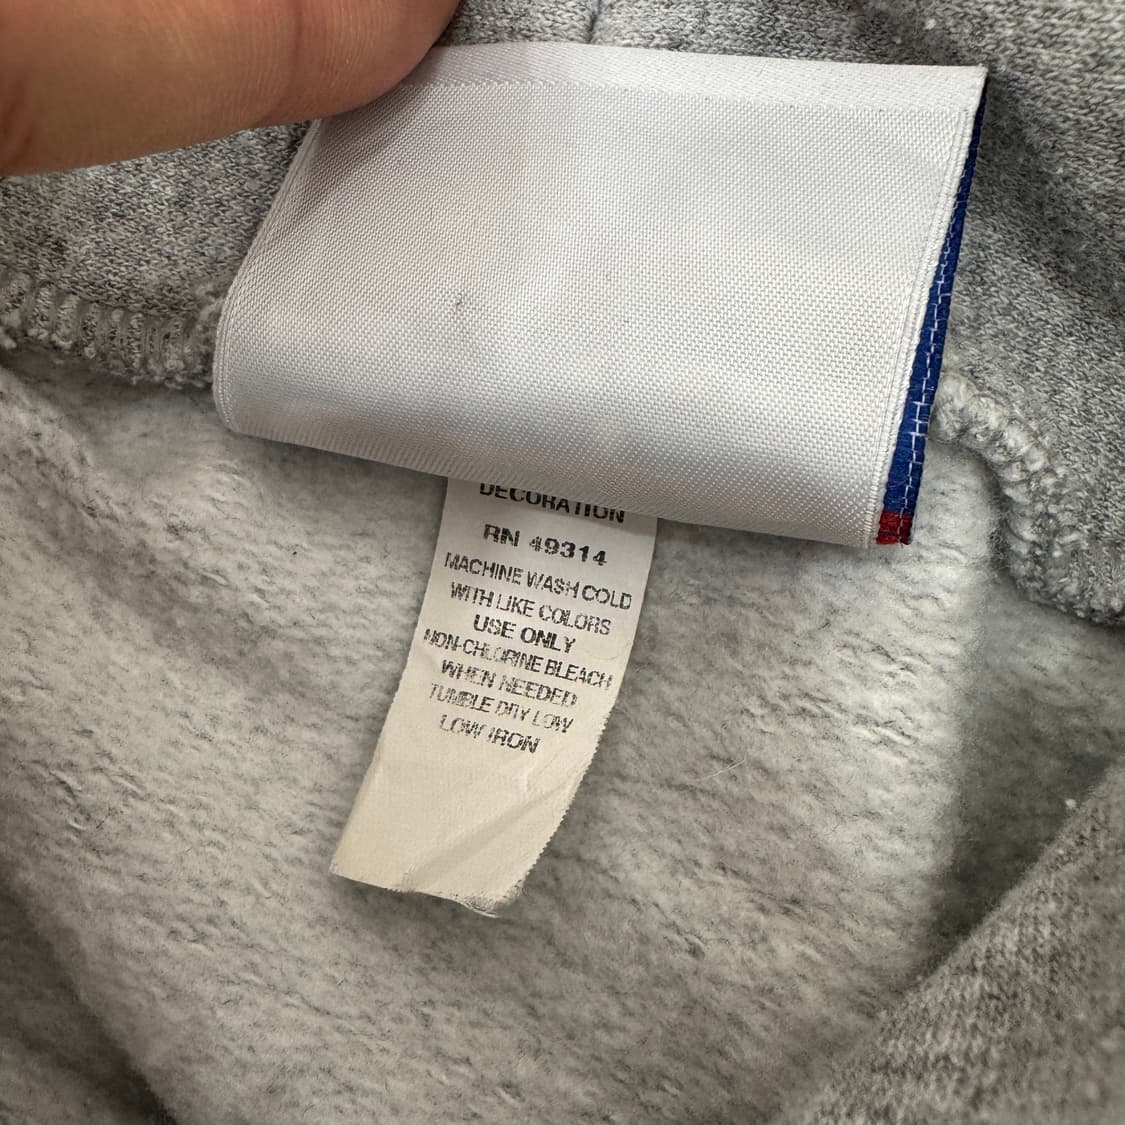 DECORATION
RN 49314
MACHINE WASH COLD
WITH LIKE COLORS
USE ONLY
NON-CHLORINE BLEACH
WHEN NEEDED
TUMBLE DRY LOW
LOW IRON